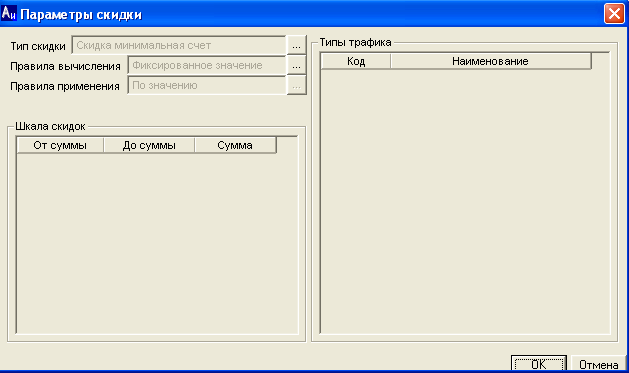 Аи Параметры скидки
Тип скидки Скидка минимальная счет ...
Правила вычисления Фиксированное значение ...
Правила применения По значению ...
Шкала скидок
От суммы До суммы Сумма
Типы трафика
Код Наименование
OK Отмена